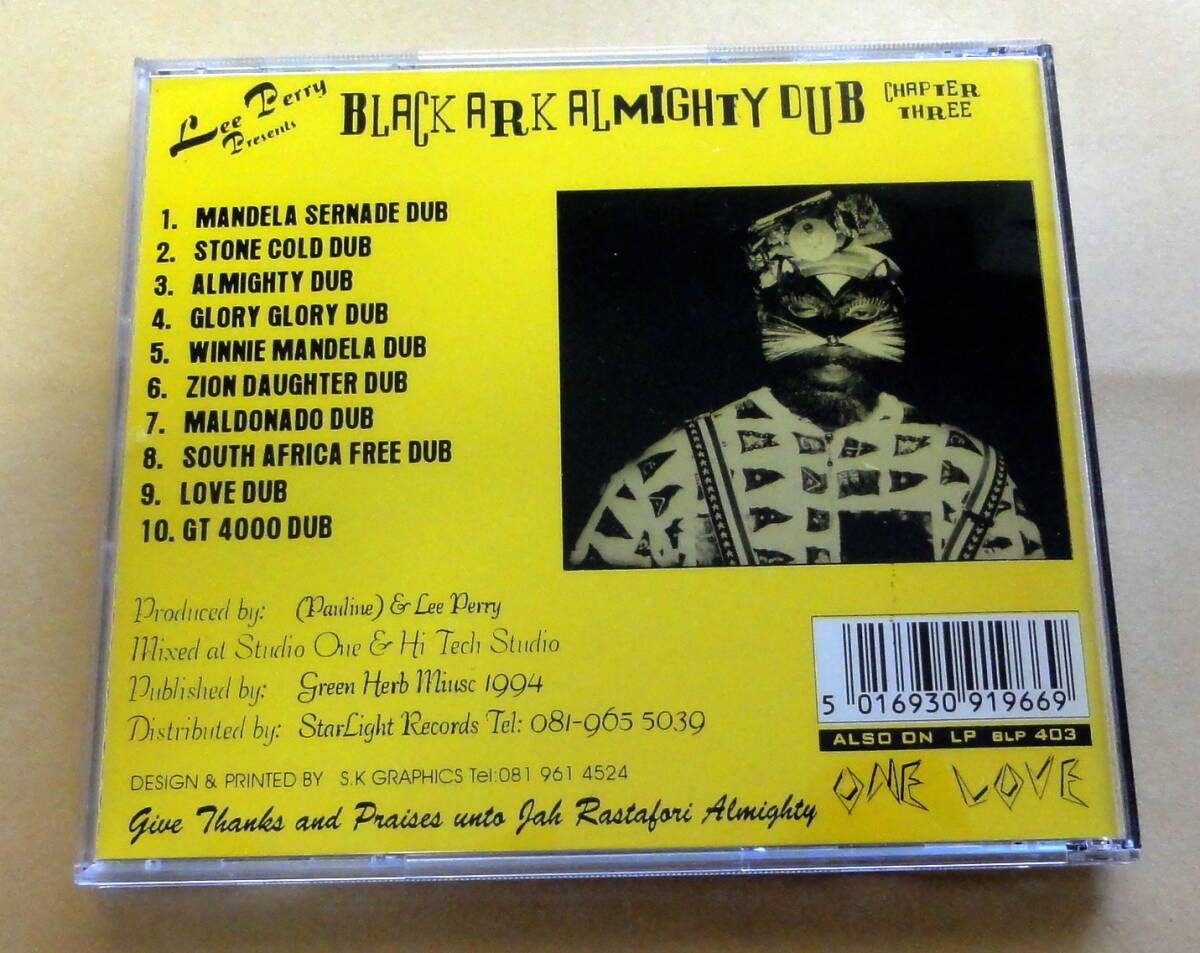 Lee Perry
Presents
BLACK ARK ALMIGHTY DUB
CHAPTER
THREE
1. MANDELA SERNADE DUB
2. STONE COLD DUB
3. ALMIGHTY DUB
4. GLORY GLORY DUB
5. WINNIE MANDELA DUB
6. ZION DAUGHTER DUB
7. MALDONADO DUB
8. SOUTH AFRICA FREE DUB
9. LOVE DUB
10. GT 4000 DUB
Produced by: (Pauline) & Lee Perry
Mixed at Studio One & Hi Tech Studio
Published by: Green Herb Miusc 1994
Distributed by: StarLight Records Tel: 081-965 5039
DESIGN & PRINTED BY S.K GRAPHICS Tel:081 961 4524
Give Thanks and Praises unto Jah Rastafori Almighty
5 016930 919669
ALSO ON LP BLP 403
ONE LOVE